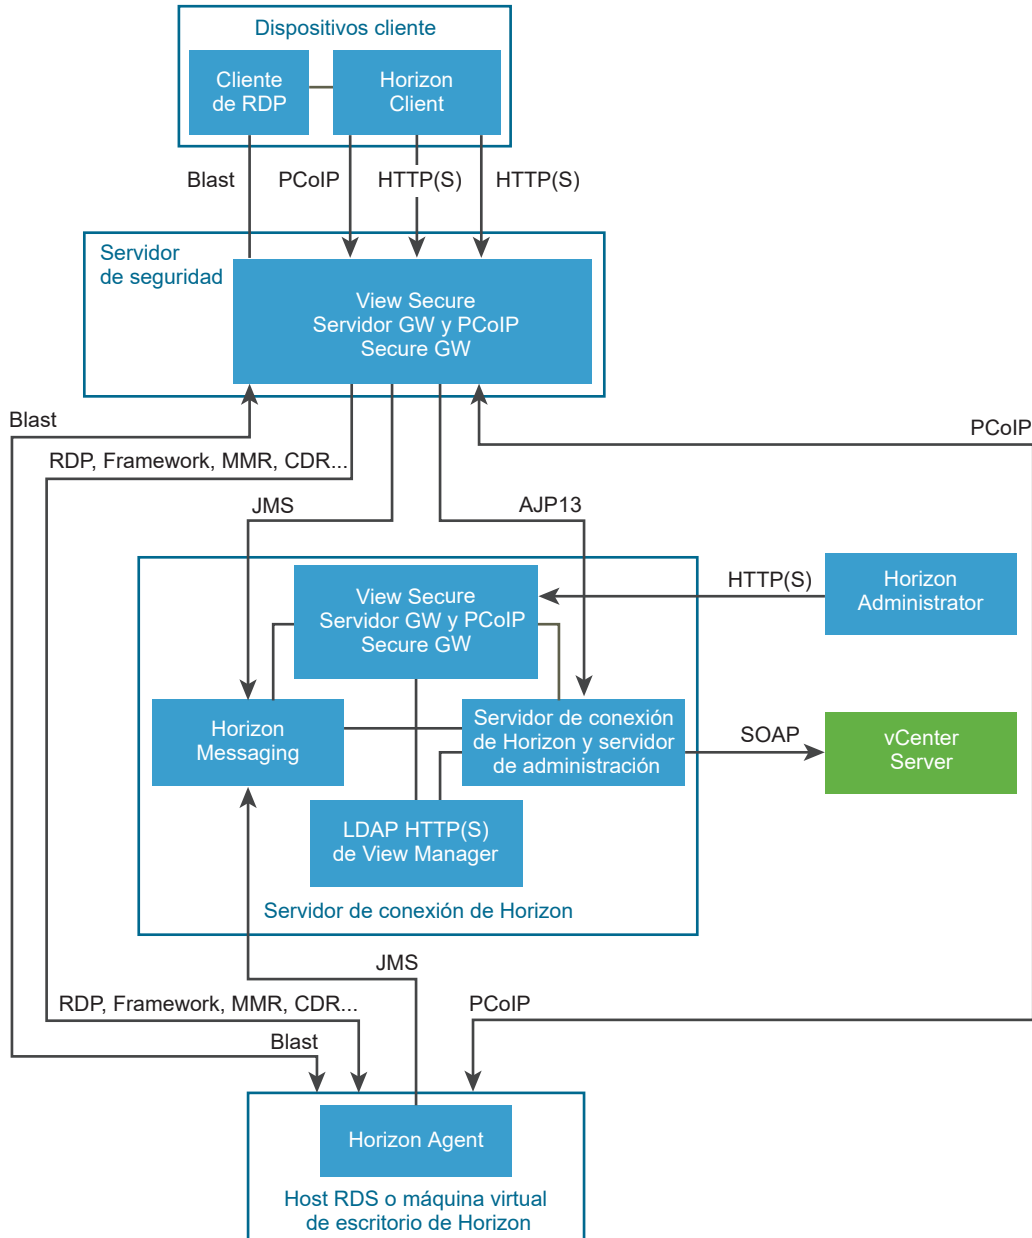 Dispositivos cliente
Cliente
de RDP
Horizon
Client
Blast
PCoIP
HTTP(S)
HTTP(S)
Servidor
de seguridad
View Secure
Servidor GW y PCoIP
Secure GW
Blast
PCoIP
RDP, Framework, MMR, CDR...
JMS
AJP13
View Secure
Servidor GW y PCoIP
Secure GW
HTTP(S)
Horizon
Administrator
Horizon
Messaging
Servidor de conexión
de Horizon y servidor
de administración
SOAP
vCenter
Server
LDAP HTTP(S)
de View Manager
Servidor de conexión de Horizon
JMS
RDP, Framework, MMR, CDR...
PCoIP
Blast
Horizon Agent
Host RDS o máquina virtual
de escritorio de Horizon